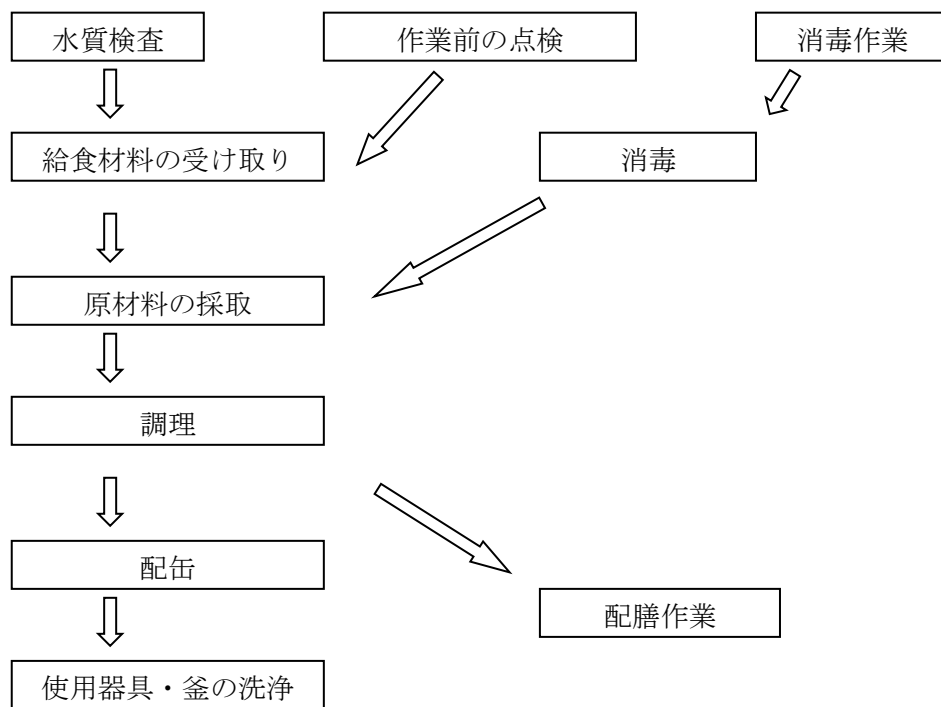 水質検査
作業前の点検
消毒作業
給食材料の受け取り
消毒
原材料の採取
調理
配缶
配膳作業
使用器具・釜の洗浄